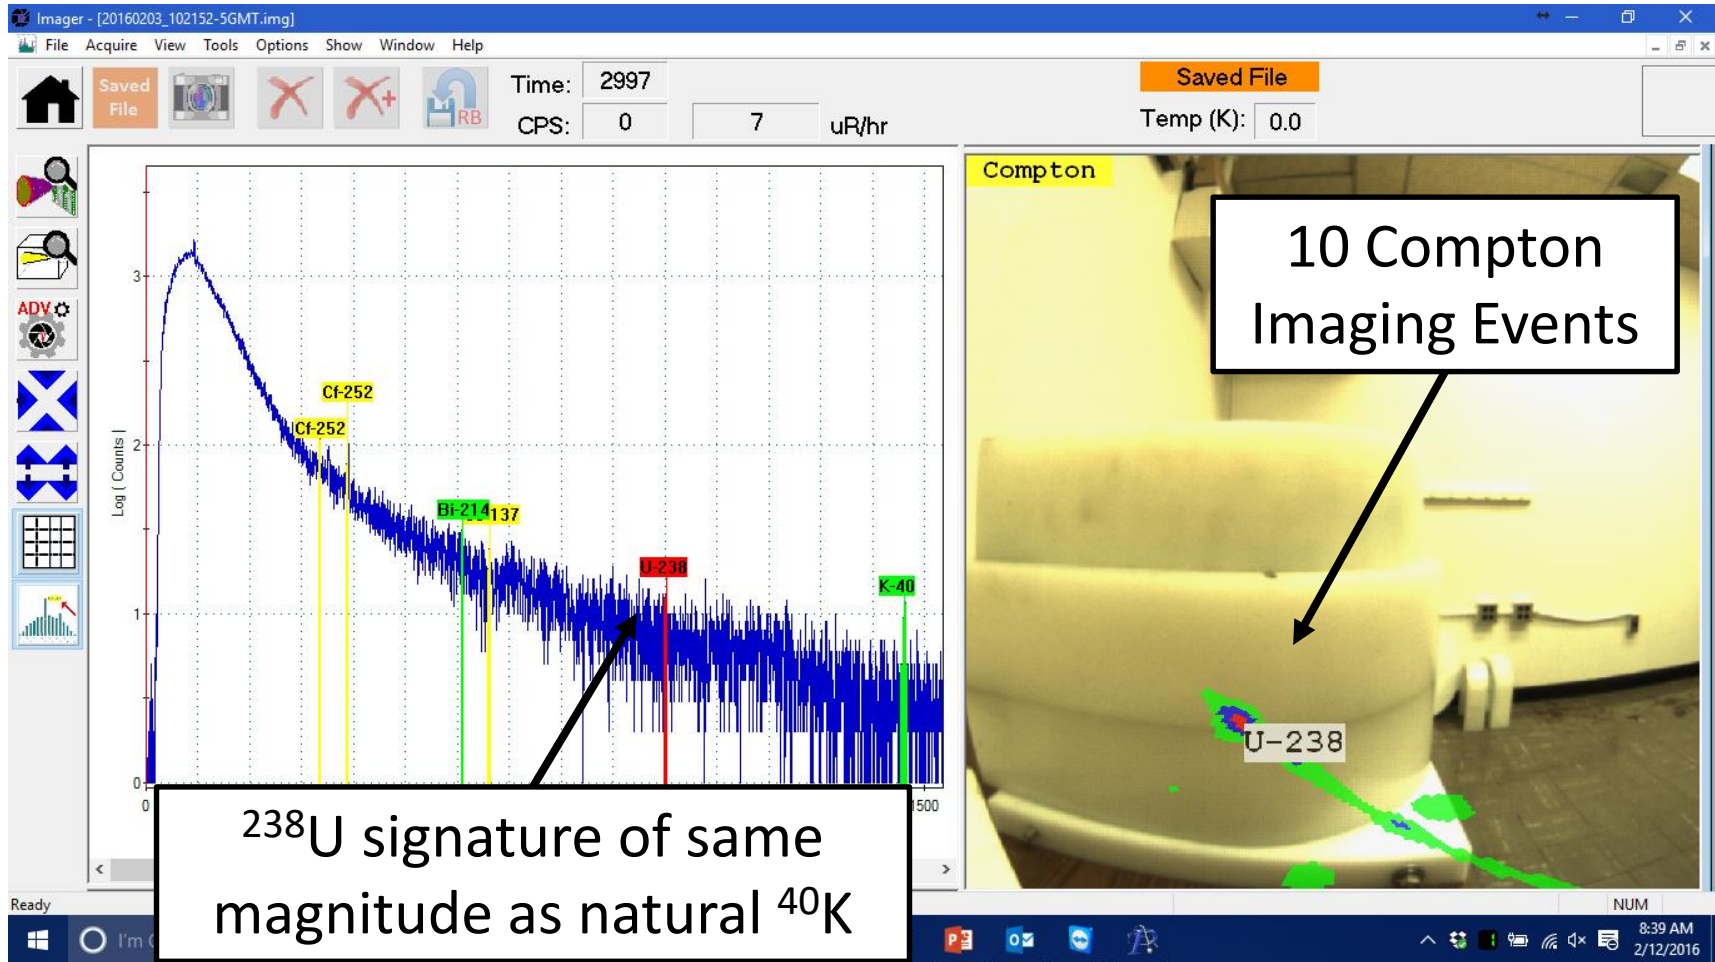 Imager - [20160203_102152-5GMT.img]
File Acquire View Tools Options Show Window Help
Saved
File
RB
Time: 2997
CPS: 0 7 uR/hr
Saved File
Temp (K): 0.0
ADV
Compton
10 Compton
Imaging Events
3
2
1
0
Log ( Counts )
Cf-252
Cf-252
Bi-214
137
U-238
K-40
0
1500
U-238
238U signature of same
magnitude as natural 40K
Ready
NUM
I'm
8:39 AM
2/12/2016